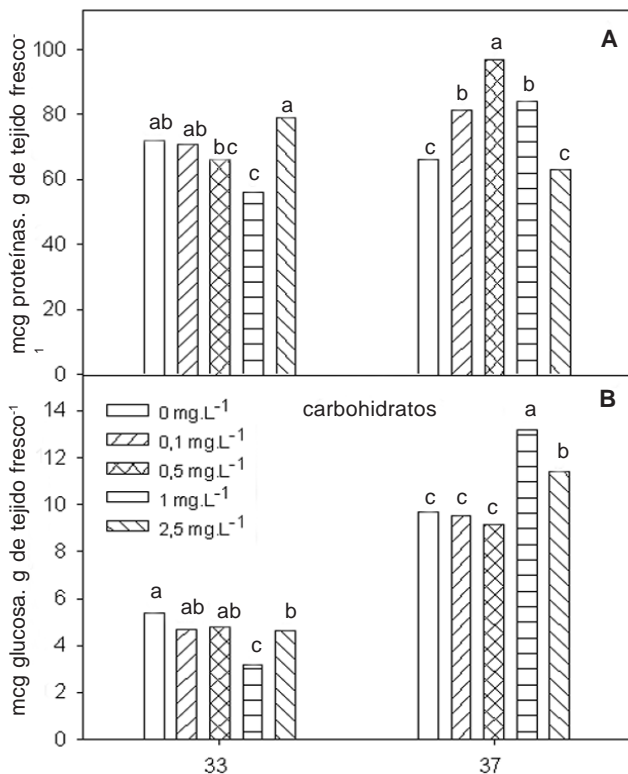 mcg proteínas. g de tejido fresco-
1
100
80
60
40
20
0
A
ab ab bc c a
c b a b c
mcg glucosa. g de tejido fresco-1
14
12
10
8
6
4
2
0
B
carbohidratos
0 mg.L-1
0,1 mg.L-1
0,5 mg.L-1
1 mg.L-1
2,5 mg.L-1
a ab ab c b
c c c a b
33 37